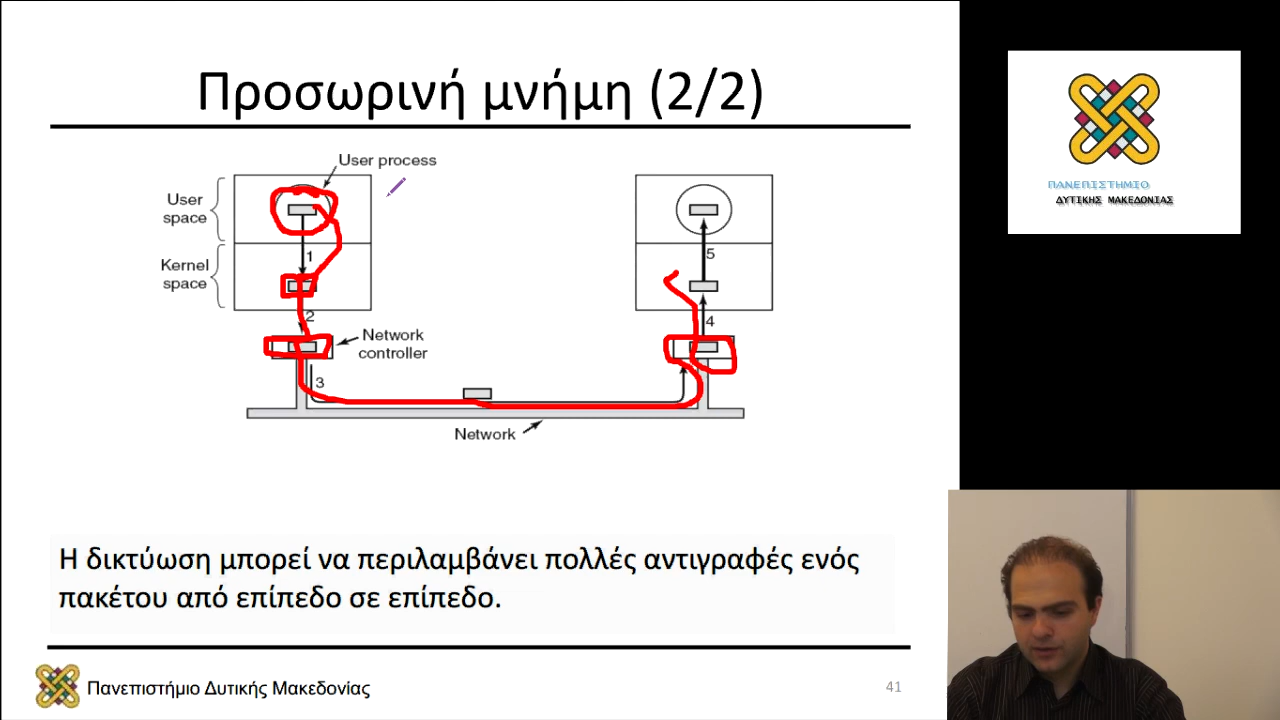 Προσωρινή μνήμη (2/2)
User process
User
space
Kernel
space
1
2
Network
controller
3
5
4
Network
Η δικτύωση μπορεί να περιλαμβάνει πολλές αντιγραφές ενός
πακέτου από επίπεδο σε επίπεδο.
Πανεπιστήμιο Δυτικής Μακεδονίας
41
ΠΑΝΕΠΙΣΤΗΜΙΟ
ΔΥΤΙΚΗΣ ΜΑΚΕΔΟΝΙΑΣ